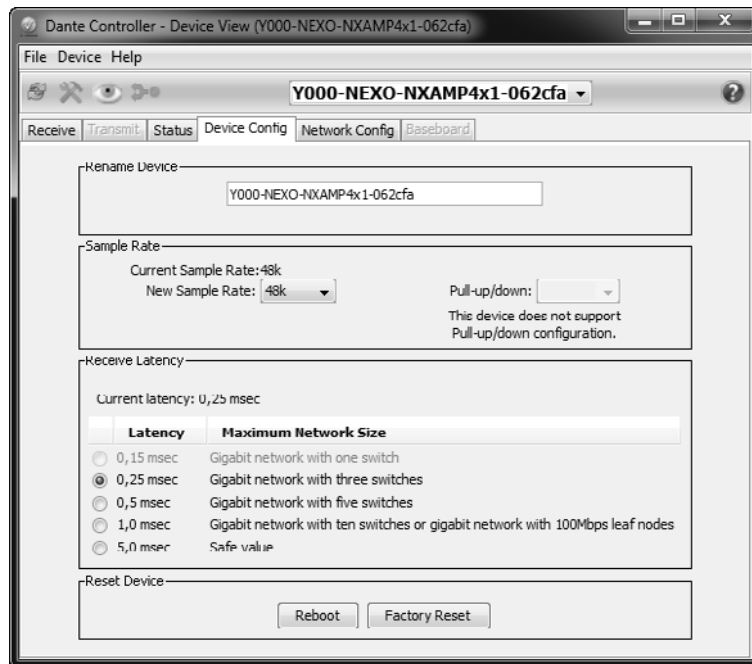 Dante Controller - Device View (Y000-NEXO-NXAMP4x1-062cfa)
File Device Help
Y000-NEXO-NXAMP4x1-062cfa
Receive Transmit Status Device Config Network Config Baseboard
Rename Device
Y000-NEXO-NXAMP4x1-062cfa
Sample Rate
Current Sample Rate:48k
New Sample Rate: 48k Pull-up/down:
This device does not support
Pull-up/down configuration.
Receive Latency
Current latency: 0,25 msec
Latency Maximum Network Size
0,15 msec Gigabit network with one switch
0,25 msec Gigabit network with three switches
0,5 msec Gigabit network with five switches
1,0 msec Gigabit network with ten switches or gigabit network with 100Mbps leaf nodes
5,0 msec Safe value
Reset Device
Reboot Factory Reset